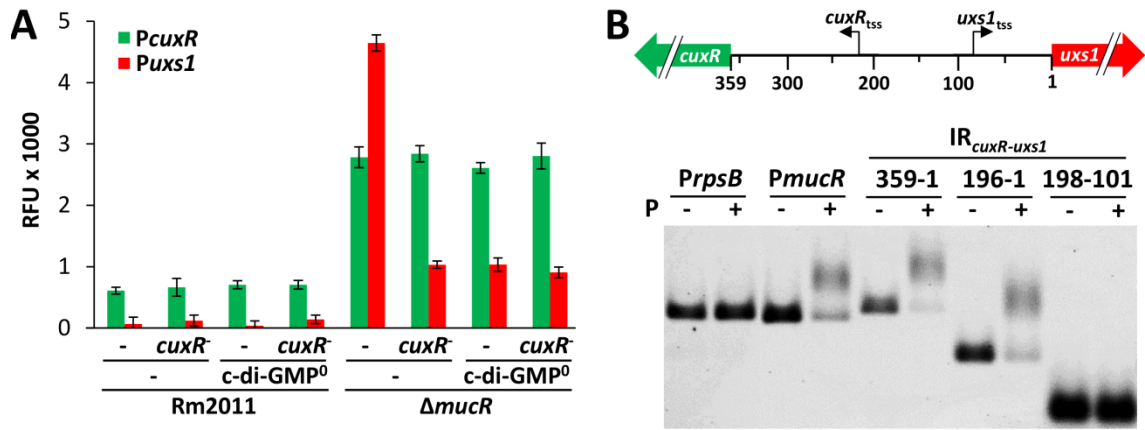 A
5
4
3
2
1
0
RFU x 1000
PcuxR
Puxs1
- cuxR⁻ - cuxR⁻ - cuxR⁻ - cuxR⁻
- c-di-GMP⁰ - c-di-GMP⁰
Rm2011 ΔmucR
B
cuxRtss uxs1tss
cuxR uxs1
359 300 200 100 1
IRcuxR-uxs1
PrpsB PmucR 359-1 196-1 198-101
P - + - + - + - + - +